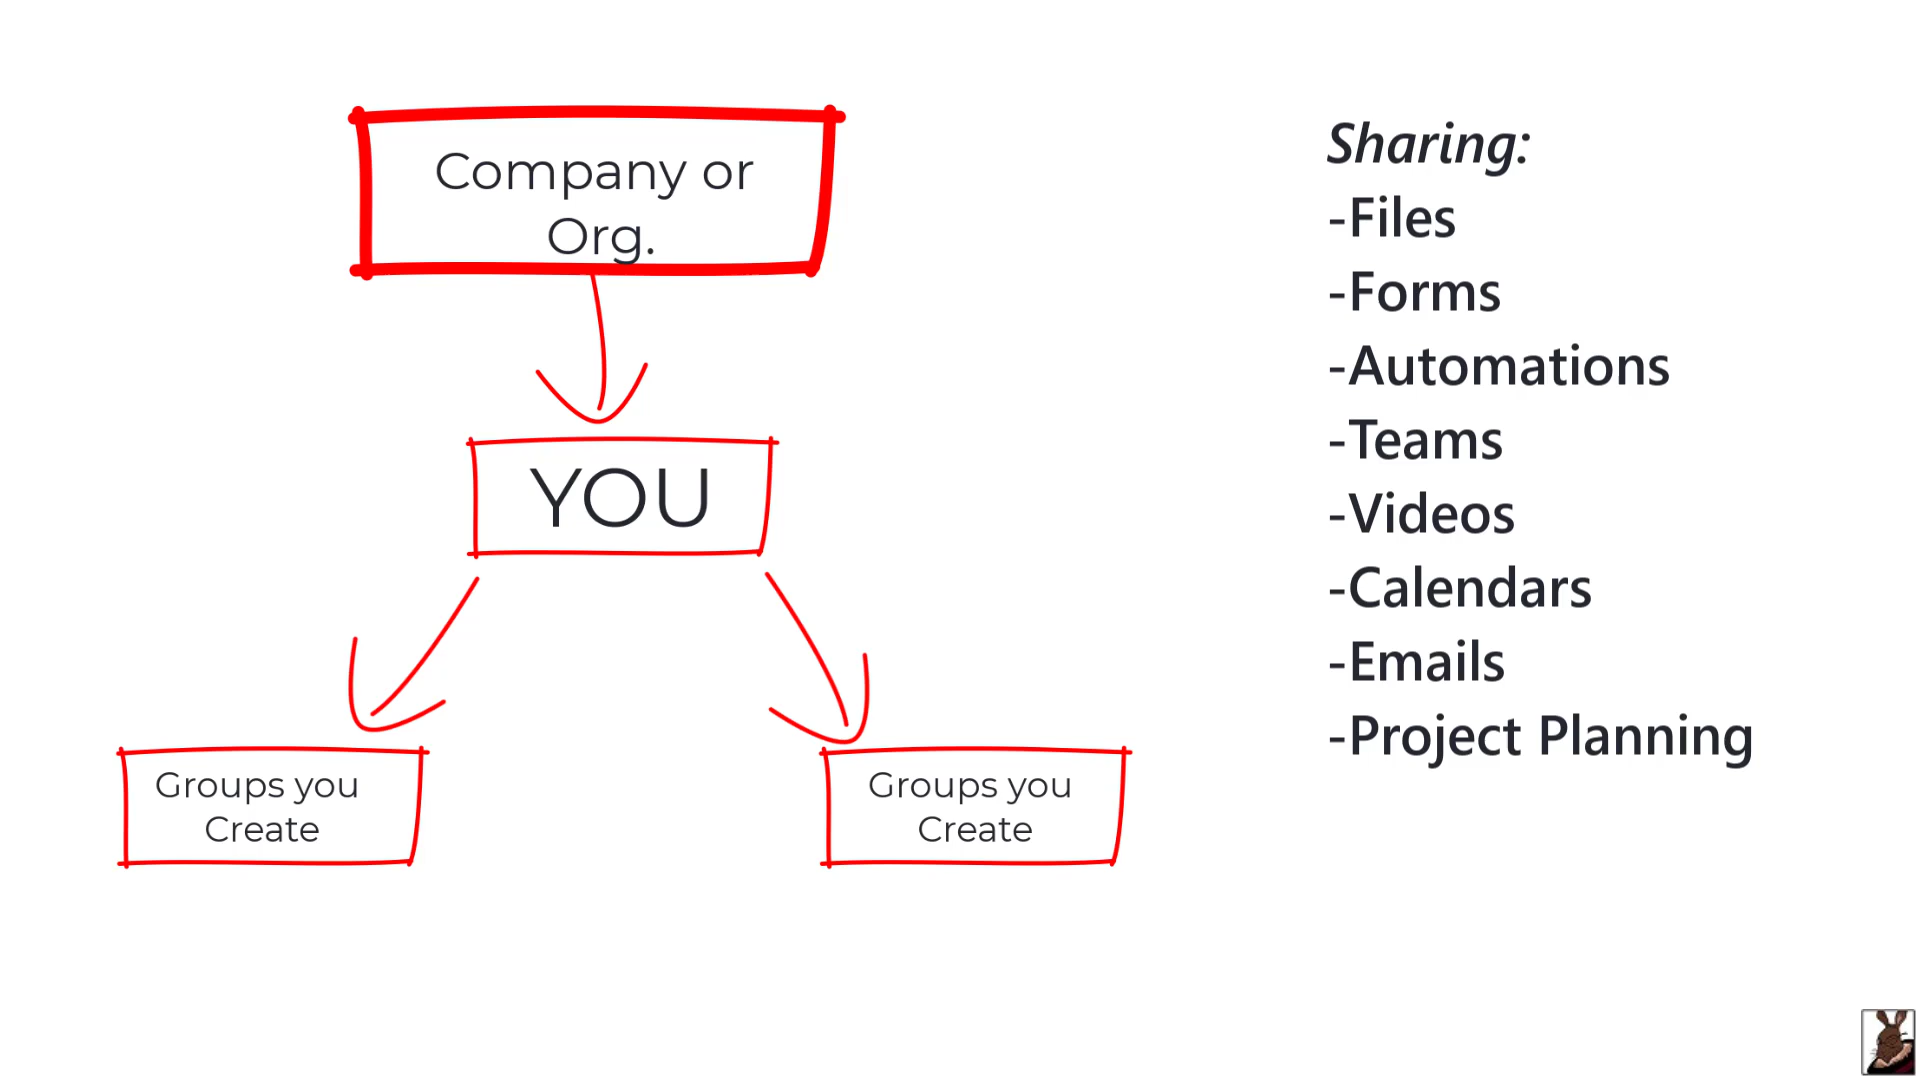 Company or
Org.
YOU
Groups you
Create
Groups you
Create
Sharing:
-Files
-Forms
-Automations
-Teams
-Videos
-Calendars
-Emails
-Project Planning